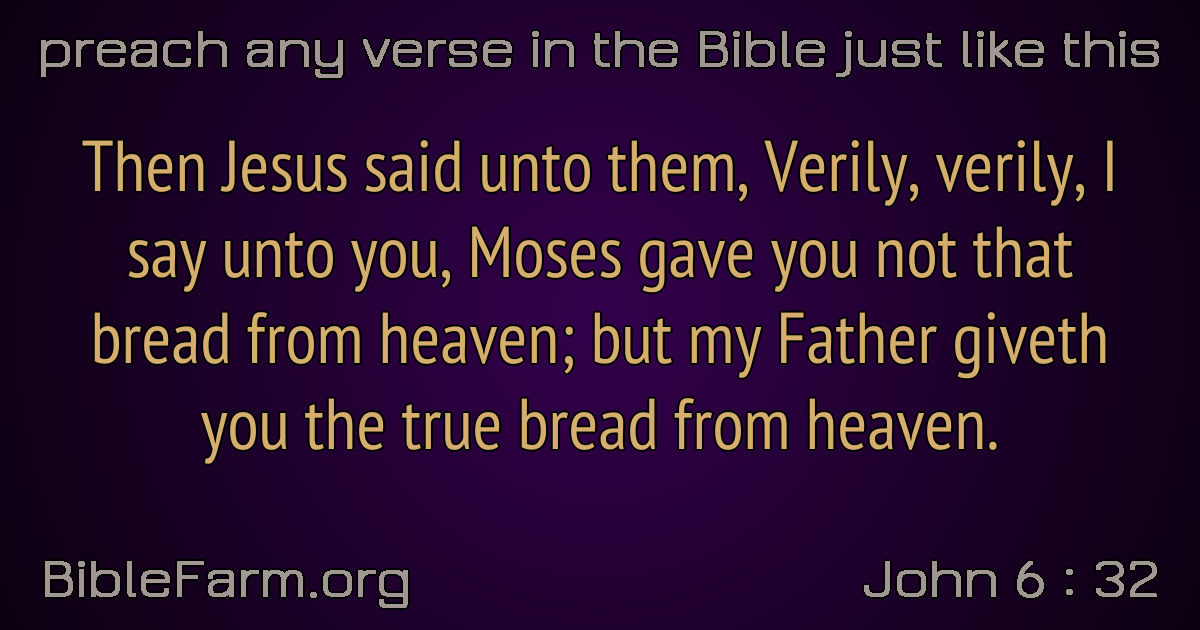 preach any verse in the Bible just like this
Then Jesus said unto them, Verily, verily, I
say unto you, Moses gave you not that
bread from heaven; but my Father giveth
you the true bread from heaven.
BibleFarm.org
John 6 : 32